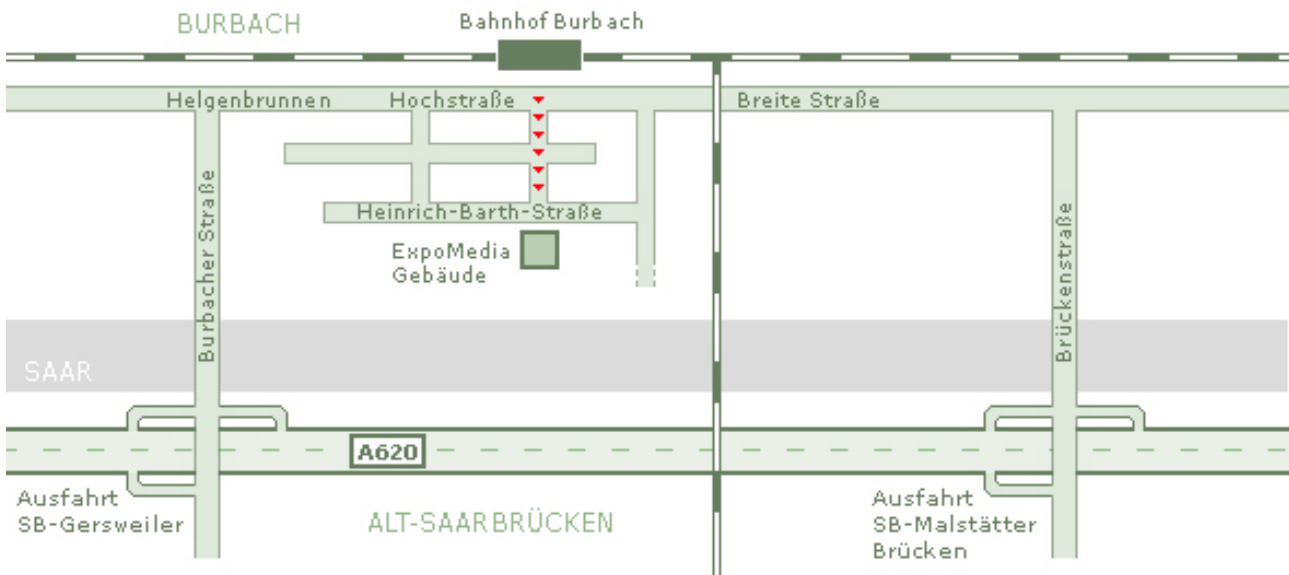 BURBACH
Bahnhof Burbach
Helgenbrunnen
Hochstraße
Breite Straße
Burbacher Straße
Heinrich-Barth-Straße
ExpoMedia
Gebäude
Brückenstraße
SAAR
A620
Ausfahrt
SB-Gersweiler
ALT-SAARBRÜCKEN
Ausfahrt
SB-Malstätter
Brücken